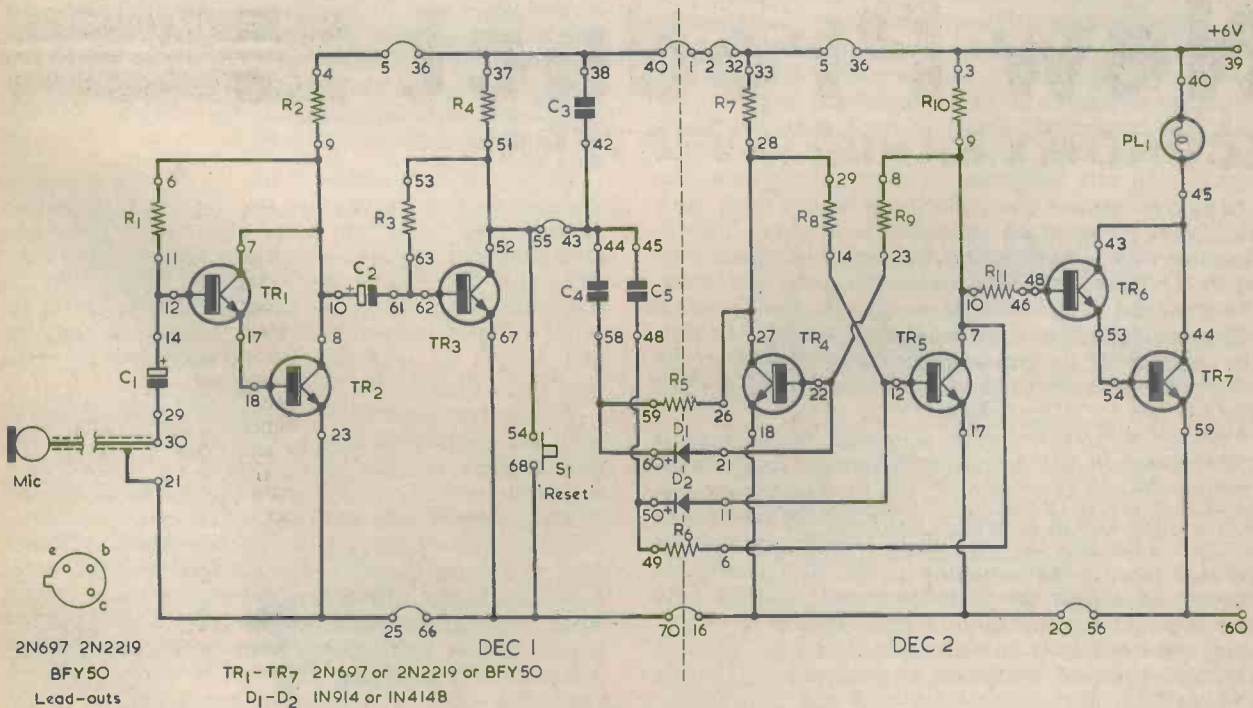 +6V
5 36 40 1 2 32 5 36 39
4 37 38 33 3 40
R2 R4 C3 R7 R10 PL1
9 51 42 28 9 45
6 53 29 8 43
R1 R3 R8 R9
11 7 63 52 55 43 44 45 14 23 R11 48 TR6
12 TR1 C2 + 10 61 62 C4 C5 10 46
14 17 8 TR3 67 58 48 27 TR4 TR5 7 53 44
C1 + 18 TR2 R5 22 12 54 TR7
29 59 26
30 23 54 D1 18 17 59
Mic 21 68 S1 60 + 21
'Reset' D2
50 + 11
R6
e b 49 6
c
25 66 70 16 20 56 60
2N697 2N2219 DEC 1 DEC 2
BFY50 TR1-TR7 2N697 or 2N2219 or BFY50
Lead-outs D1-D2 1N914 or 1N4148